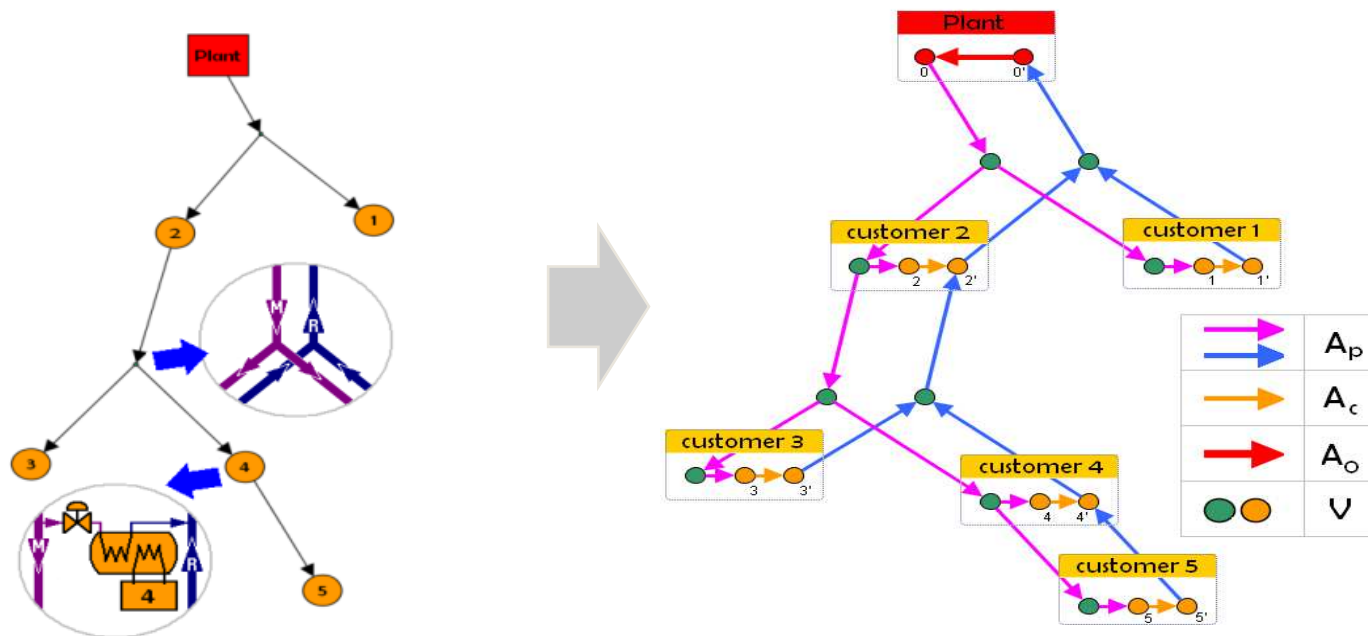 Plant
1
2
M
R
3
4
M
R
4
5
Plant
0
0'
customer 2
2
2'
customer 1
1
1'
customer 3
3
3'
customer 4
4
4'
customer 5
5
5'
Ap
Ac
Ao
V